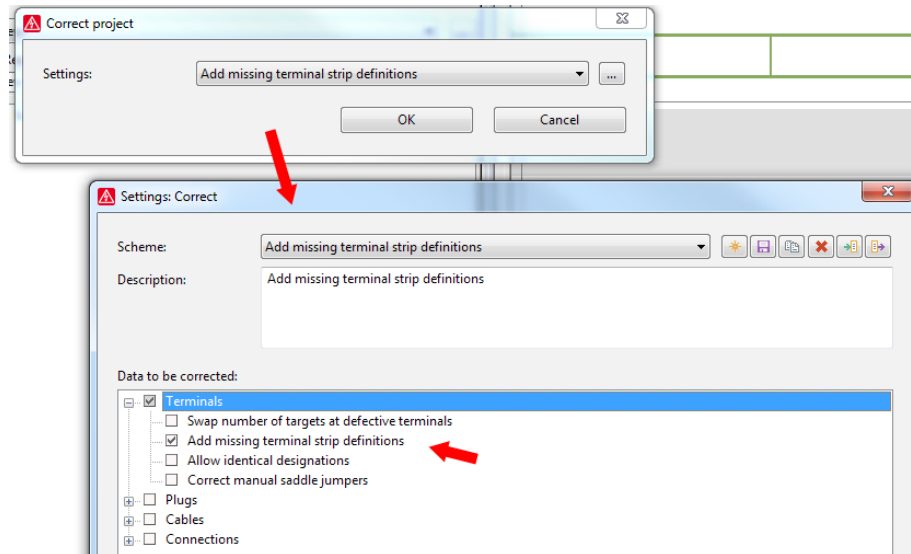 Correct project
Settings: Add missing terminal strip definitions ...
OK Cancel
Settings: Correct
Scheme: Add missing terminal strip definitions
Description: Add missing terminal strip definitions
Data to be corrected:
Terminals
Swap number of targets at defective terminals
Add missing terminal strip definitions
Allow identical designations
Correct manual saddle jumpers
Plugs
Cables
Connections